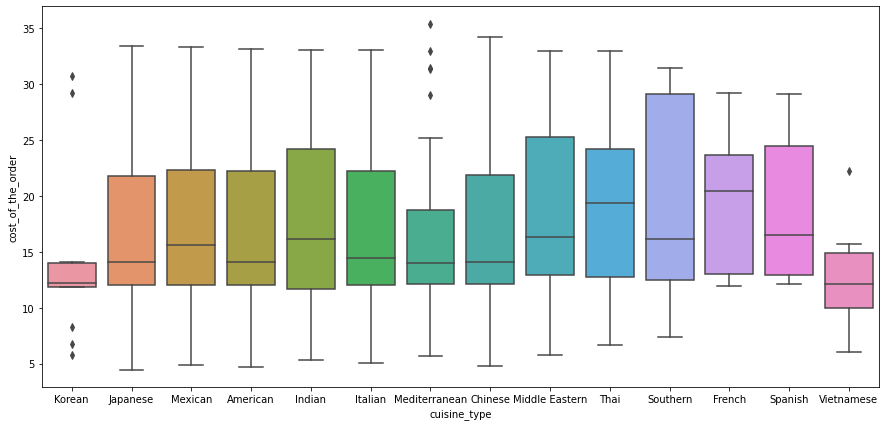 35
30
25
20
15
10
5
cost_of_the_order
Korean Japanese Mexican American Indian Italian Mediterranean Chinese Middle Eastern Thai Southern French Spanish Vietnamese
cuisine_type